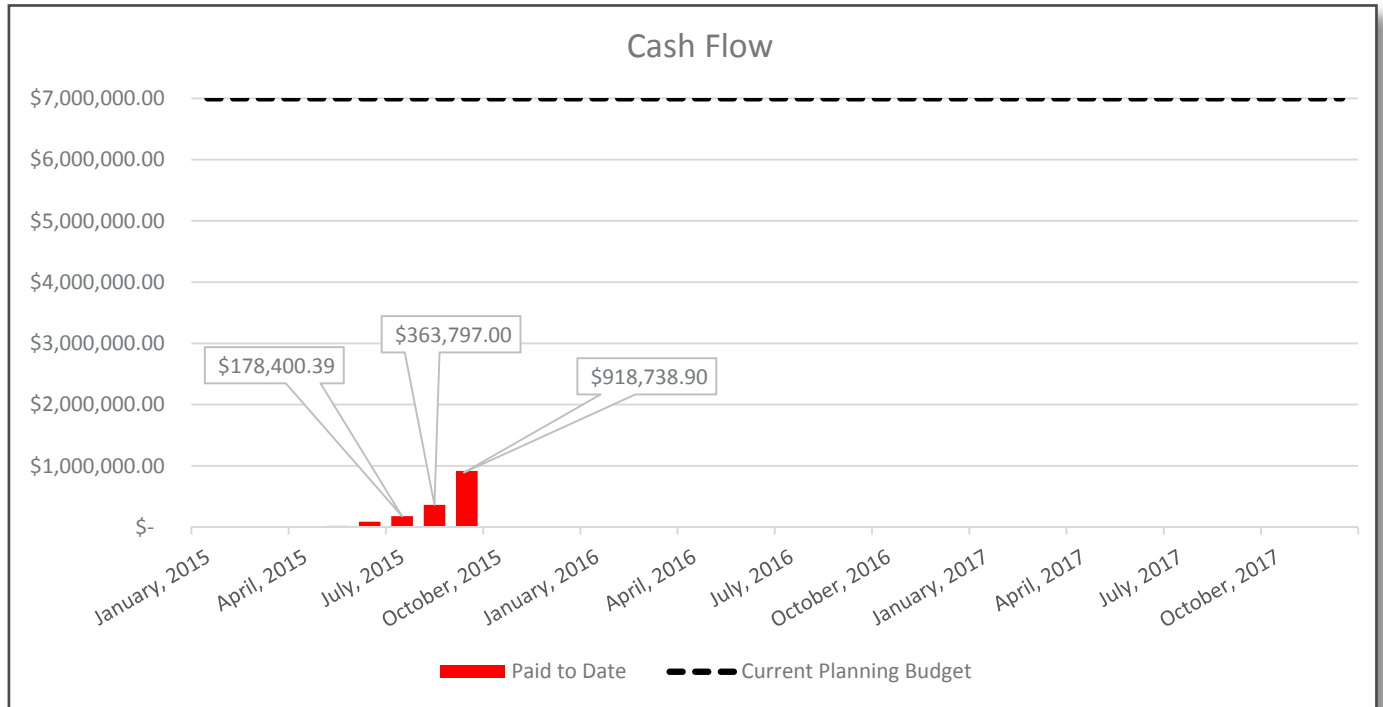 Cash Flow
$7,000,000.00
$6,000,000.00
$5,000,000.00
$4,000,000.00
$3,000,000.00
$2,000,000.00
$1,000,000.00
$-
$178,400.39
$363,797.00
$918,738.90
January, 2015
April, 2015
July, 2015
October, 2015
January, 2016
April, 2016
July, 2016
October, 2016
January, 2017
April, 2017
July, 2017
October, 2017
Paid to Date
Current Planning Budget